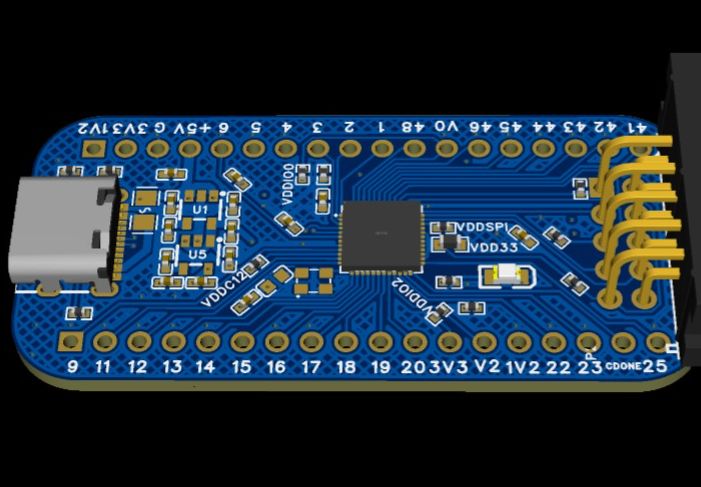 41 42 43 44 45 46 V0 48 1 2 3 4 5 6 +5V G 3V3 1V2
VDDIO0
U1
VDDSPI
VDD33
U5
VDDC12
VDDIO2
9 11 12 13 14 15 16 17 18 19 20 3V3 V2 1V2 22 23 CDONE 25